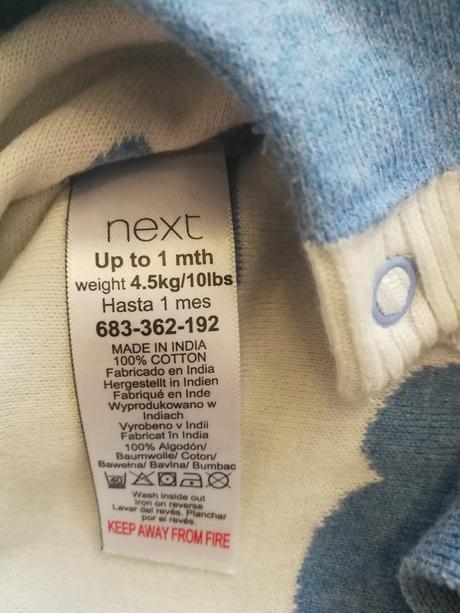 next
Up to 1 mth
weight 4.5kg/10lbs
Hasta 1 mes
683-362-192
MADE IN INDIA
100% COTTON
Fabricado en India
Hergestellt in Indien
Fabriqué en Inde
Wyprodukowano w
Indiach
Vyrobeno v Indii
Fabricat în India
100% Algodón/
Baumwolle/ Coton/
Bawełna/ Bavlna/ Bumbac
40
Wash inside out
Iron on reverse
Lavar del revés. Planchar
por el revés.
KEEP AWAY FROM FIRE